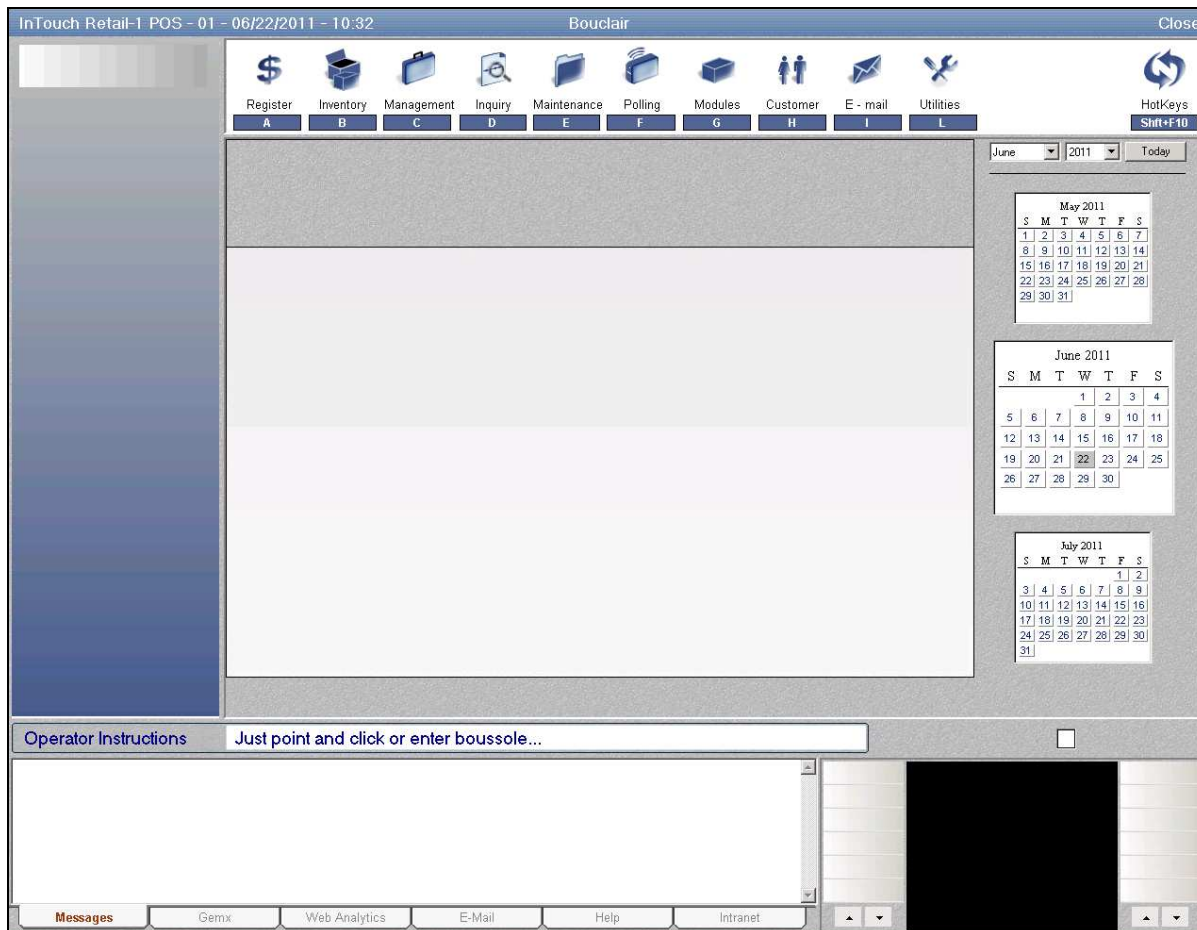 InTouch Retail-1 POS - 01 - 06/22/2011 - 10:32 Bouclair Close
Register Inventory Management Inquiry Maintenance Polling Modules Customer E - mail Utilities HotKeys
A B C D E F G H I L Shft+F10
June 2011 Today
May 2011
S M T W T F S
1 2 3 4 5 6 7
8 9 10 11 12 13 14
15 16 17 18 19 20 21
22 23 24 25 26 27 28
29 30 31
June 2011
S M T W T F S
1 2 3 4
5 6 7 8 9 10 11
12 13 14 15 16 17 18
19 20 21 22 23 24 25
26 27 28 29 30
July 2011
S M T W T F S
1 2
3 4 5 6 7 8 9
10 11 12 13 14 15 16
17 18 19 20 21 22 23
24 25 26 27 28 29 30
31
Operator Instructions Just point and click or enter boussole...
Messages Gemx Web Analytics E-Mail Help Intranet